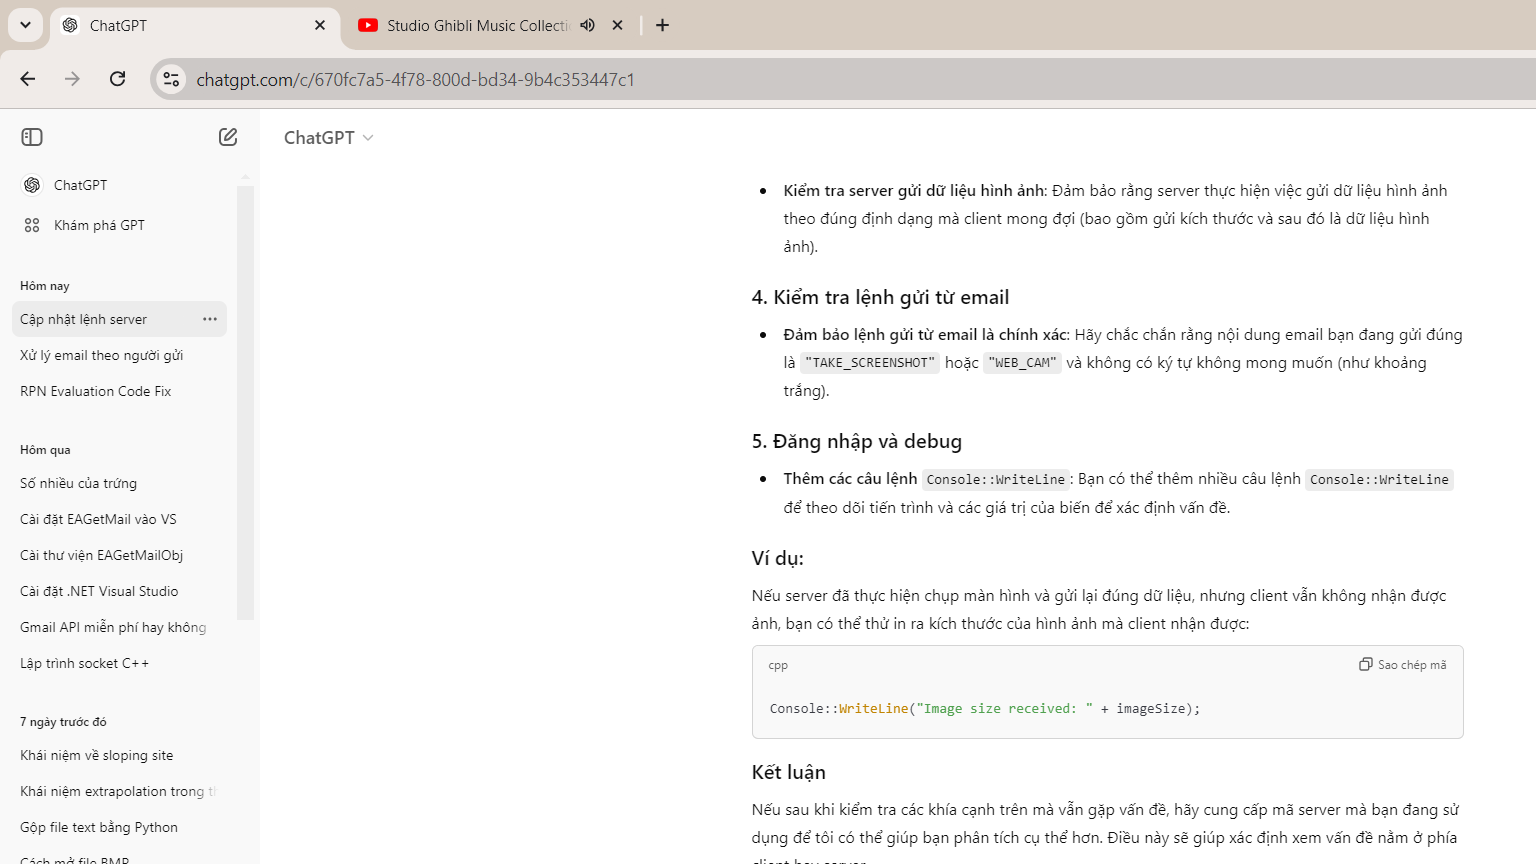 ChatGPT
Studio Ghibli Music Collectio
chatgpt.com/c/670fc7a5-4f78-800d-bd34-9b4c353447c1
ChatGPT
ChatGPT
Khám phá GPT
Hôm nay
Cập nhật lệnh server
Xử lý email theo người gửi
RPN Evaluation Code Fix
Hôm qua
Số nhiều của trứng
Cài đặt EAGetMail vào VS
Cài thư viện EAGetMailObj
Cài đặt .NET Visual Studio
Gmail API miễn phí hay không
Lập trình socket C++
7 ngày trước đó
Khái niệm về sloping site
Khái niệm extrapolation trong th
Gộp file text bằng Python
Cách mở file BMP
Kiểm tra server gửi dữ liệu hình ảnh: Đảm bảo rằng server thực hiện việc gửi dữ liệu hình ảnh
theo đúng định dạng mà client mong đợi (bao gồm gửi kích thước và sau đó là dữ liệu hình
ảnh).
4. Kiểm tra lệnh gửi từ email
Đảm bảo lệnh gửi từ email là chính xác: Hãy chắc chắn rằng nội dung email bạn đang gửi đúng
là "TAKE_SCREENSHOT" hoặc "WEB_CAM" và không có ký tự không mong muốn (như khoảng
trắng).
5. Đăng nhập và debug
Thêm các câu lệnh Console::WriteLine: Bạn có thể thêm nhiều câu lệnh Console::WriteLine
để theo dõi tiến trình và các giá trị của biến để xác định vấn đề.
Ví dụ:
Nếu server đã thực hiện chụp màn hình và gửi lại đúng dữ liệu, nhưng client vẫn không nhận được
ảnh, bạn có thể thử in ra kích thước của hình ảnh mà client nhận được:
cpp
Sao chép mã
Console::WriteLine("Image size received: " + imageSize);
Kết luận
Nếu sau khi kiểm tra các khía cạnh trên mà vẫn gặp vấn đề, hãy cung cấp mã server mà bạn đang sử
dụng để tôi có thể giúp bạn phân tích cụ thể hơn. Điều này sẽ giúp xác định xem vấn đề nằm ở phía
client hay server.